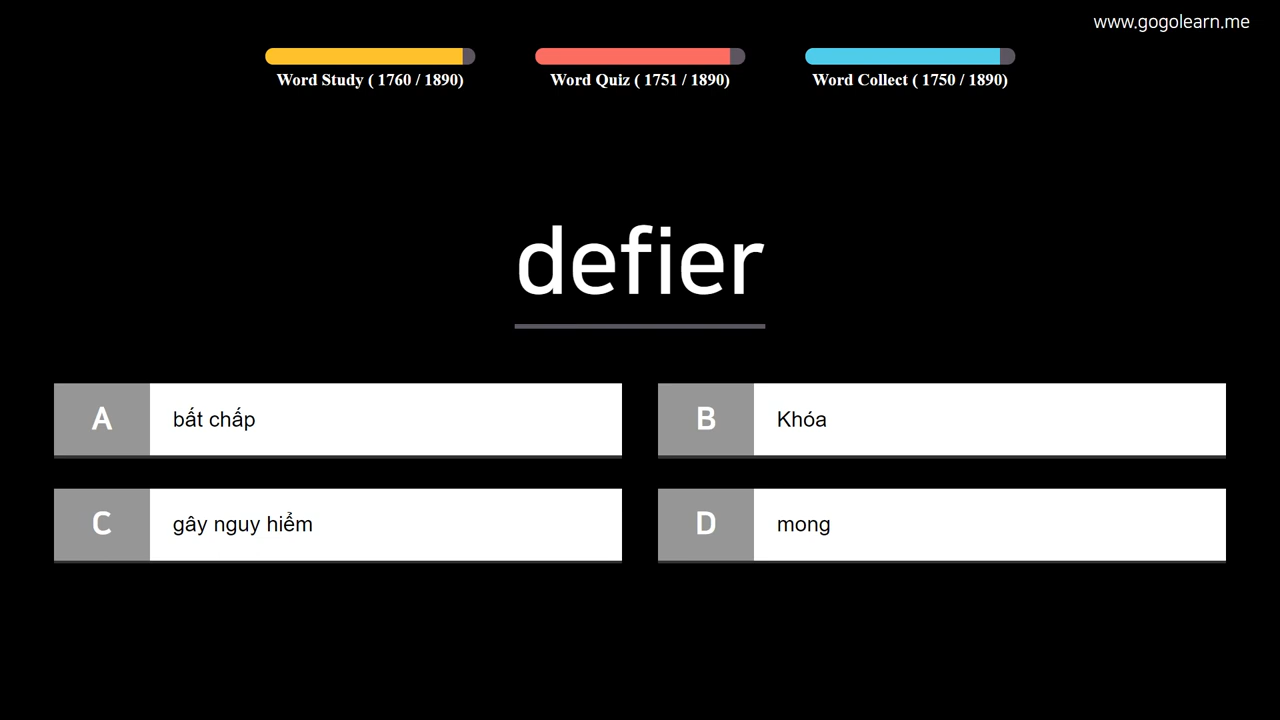 www.gogolearn.me
Word Study ( 1760 / 1890)
Word Quiz ( 1751 / 1890)
Word Collect ( 1750 / 1890)
defier
A bất chấp
B Khóa
C gây nguy hiểm
D mong